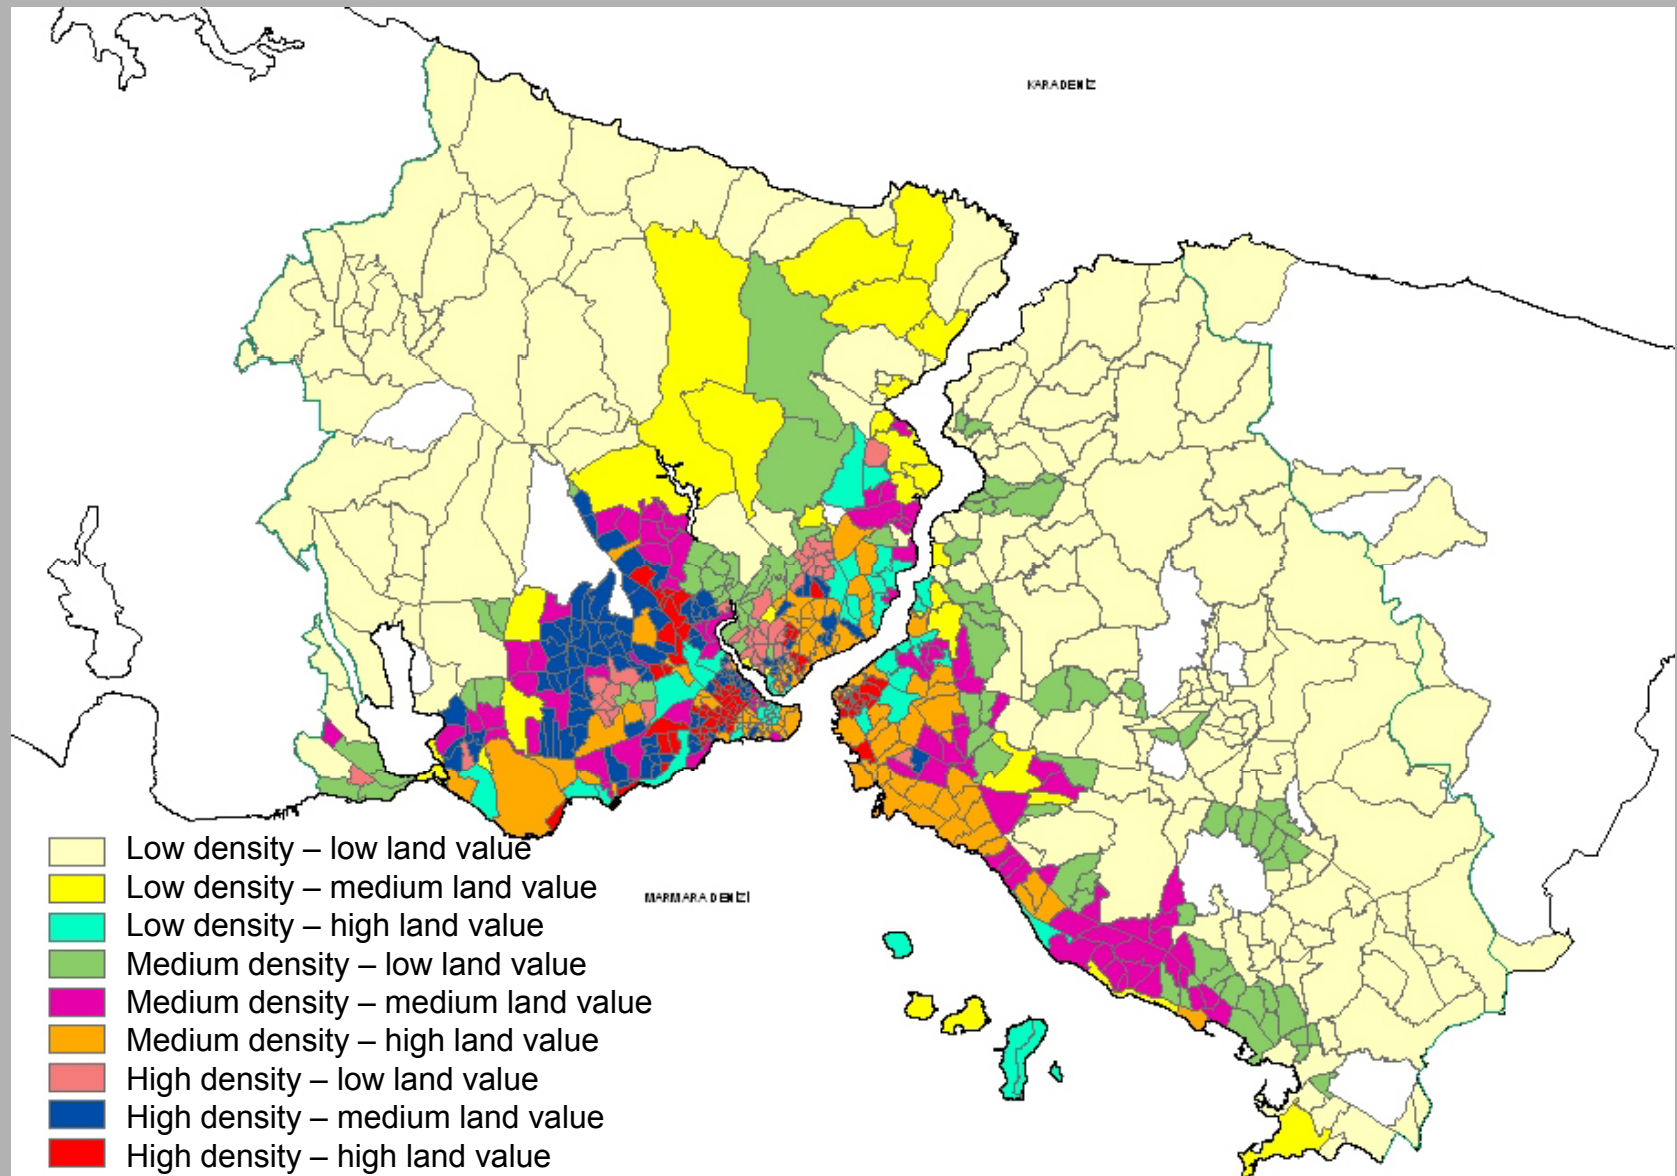 KARADENİZ
MARMARA DENİZİ
Low density – low land value
Low density – medium land value
Low density – high land value
Medium density – low land value
Medium density – medium land value
Medium density – high land value
High density – low land value
High density – medium land value
High density – high land value